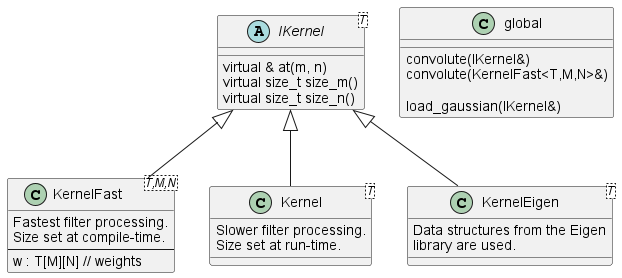 A IKernel
T
virtual & at(m, n)
virtual size_t size_m()
virtual size_t size_n()
C global
convolute(IKernel&)
convolute(KernelFast<T,M,N>&)
load_gaussian(IKernel&)
C KernelFast
T,M,N
Fastest filter processing.
Size set at compile-time.
w : T[M][N] // weights
C Kernel
T
Slower filter processing.
Size set at run-time.
C KernelEigen
T
Data structures from the Eigen
library are used.